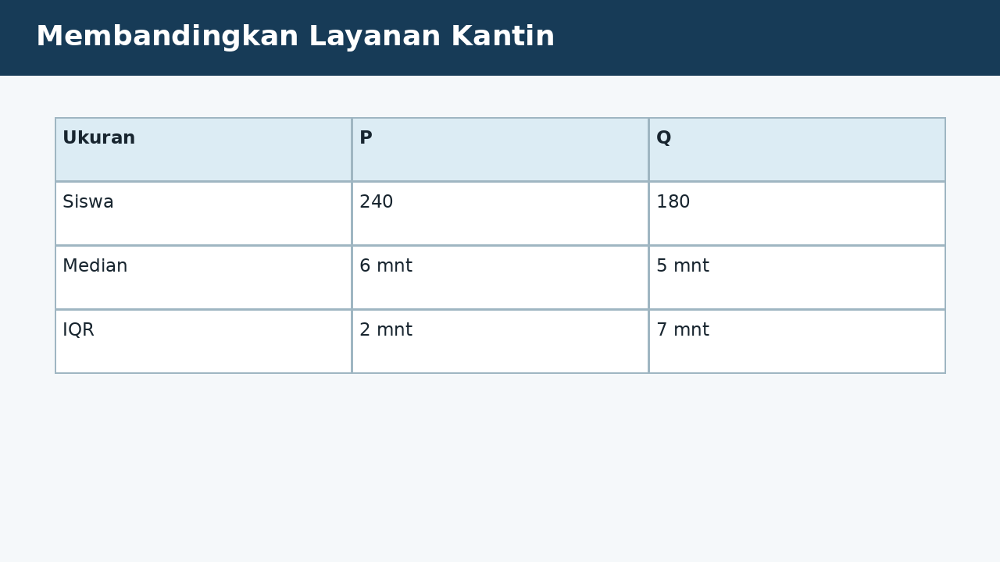 Membandingkan Layanan Kantin
Ukuran P Q
Siswa 240 180
Median 6 mnt 5 mnt
IQR 2 mnt 7 mnt